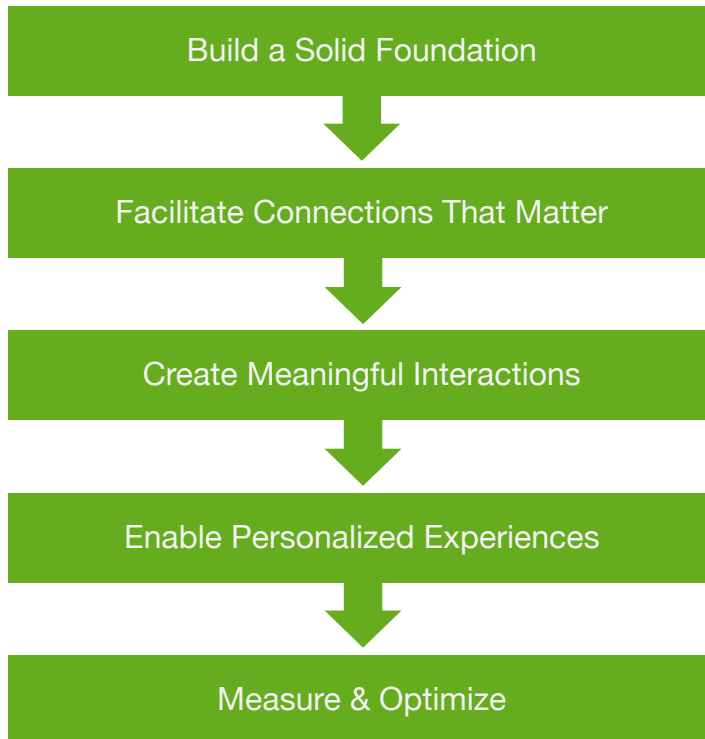 Build a Solid Foundation
Facilitate Connections That Matter
Create Meaningful Interactions
Enable Personalized Experiences
Measure & Optimize